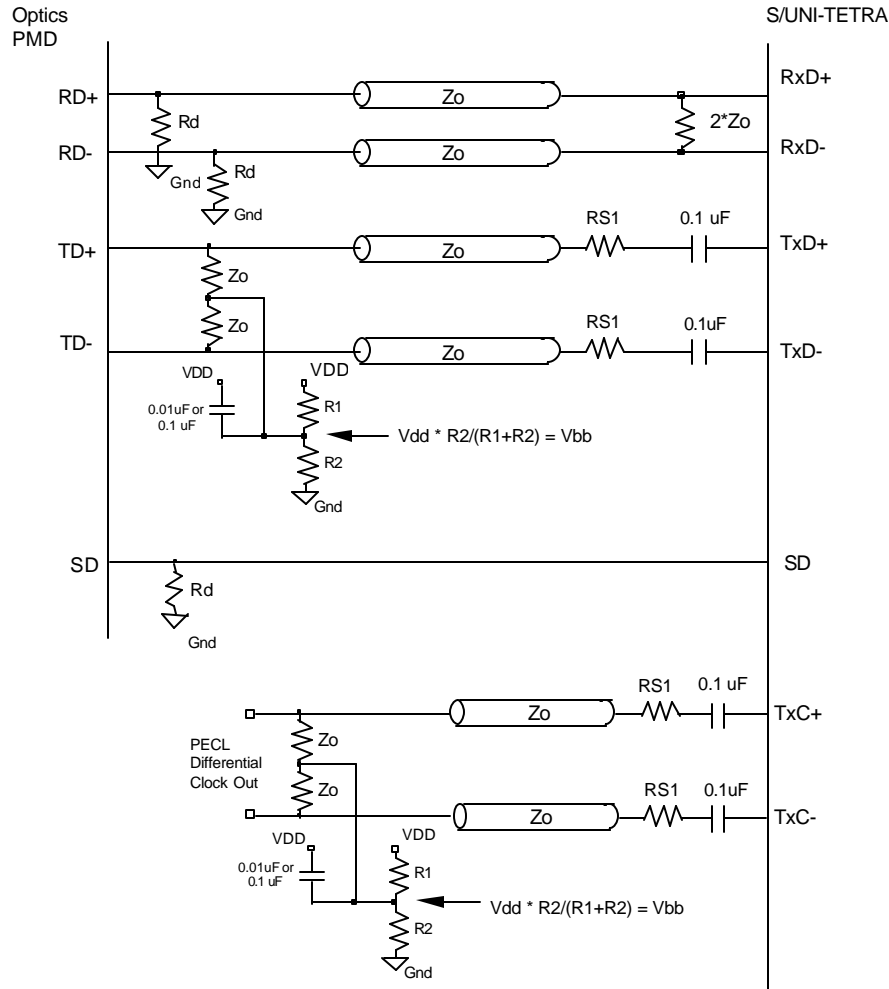 Optics
PMD
S/UNI-TETRA
RD+
Zo
RxD+
Rd
2*Zo
RD-
Zo
RxD-
Gnd
Rd
Gnd
RS1
0.1 uF
TD+
Zo
TxD+
Zo
Zo
RS1
0.1uF
TD-
Zo
TxD-
VDD
VDD
0.01uF or
0.1 uF
R1
Vdd * R2/(R1+R2) = Vbb
R2
Gnd
SD
SD
Rd
Gnd
RS1
0.1 uF
Zo
TxC+
PECL
Differential
Clock Out
Zo
Zo
RS1
0.1uF
Zo
TxC-
VDD
VDD
0.01uF or
0.1 uF
R1
Vdd * R2/(R1+R2) = Vbb
R2
Gnd